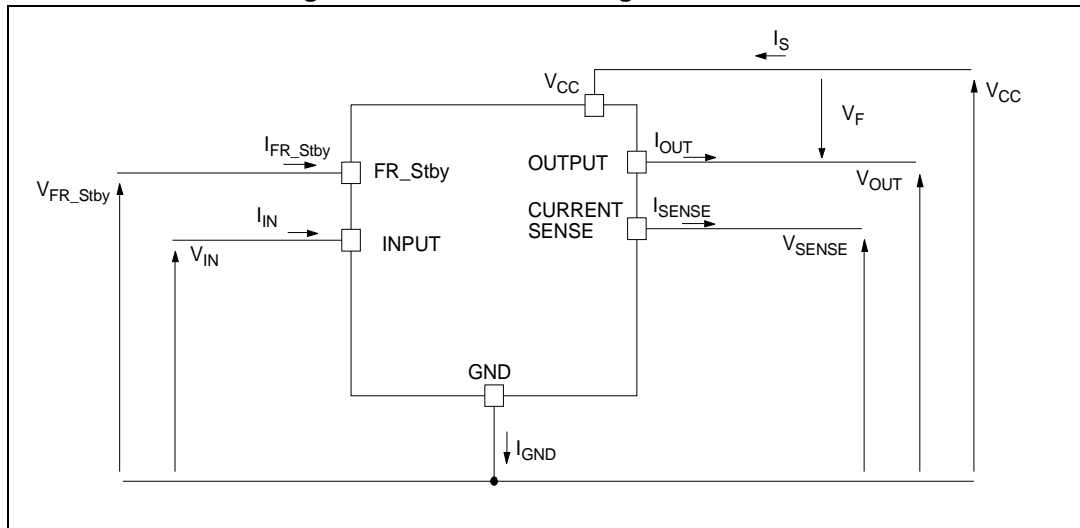 I_S
V_CC
V_CC
V_F
I_FR_Stby
I_OUT
FR_Stby
OUTPUT
V_FR_Stby
V_OUT
I_IN
CURRENT
SENSE
I_SENSE
INPUT
V_IN
V_SENSE
GND
I_GND